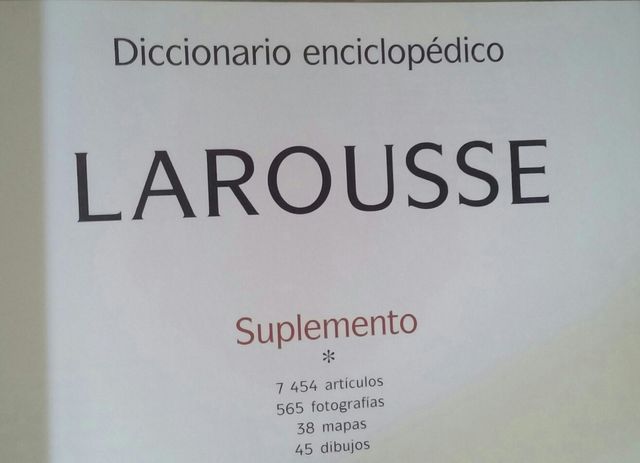 Diccionario enciclopédico
LAROUSSE
Suplemento
*
7 454 artículos
565 fotografías
38 mapas
45 dibujos